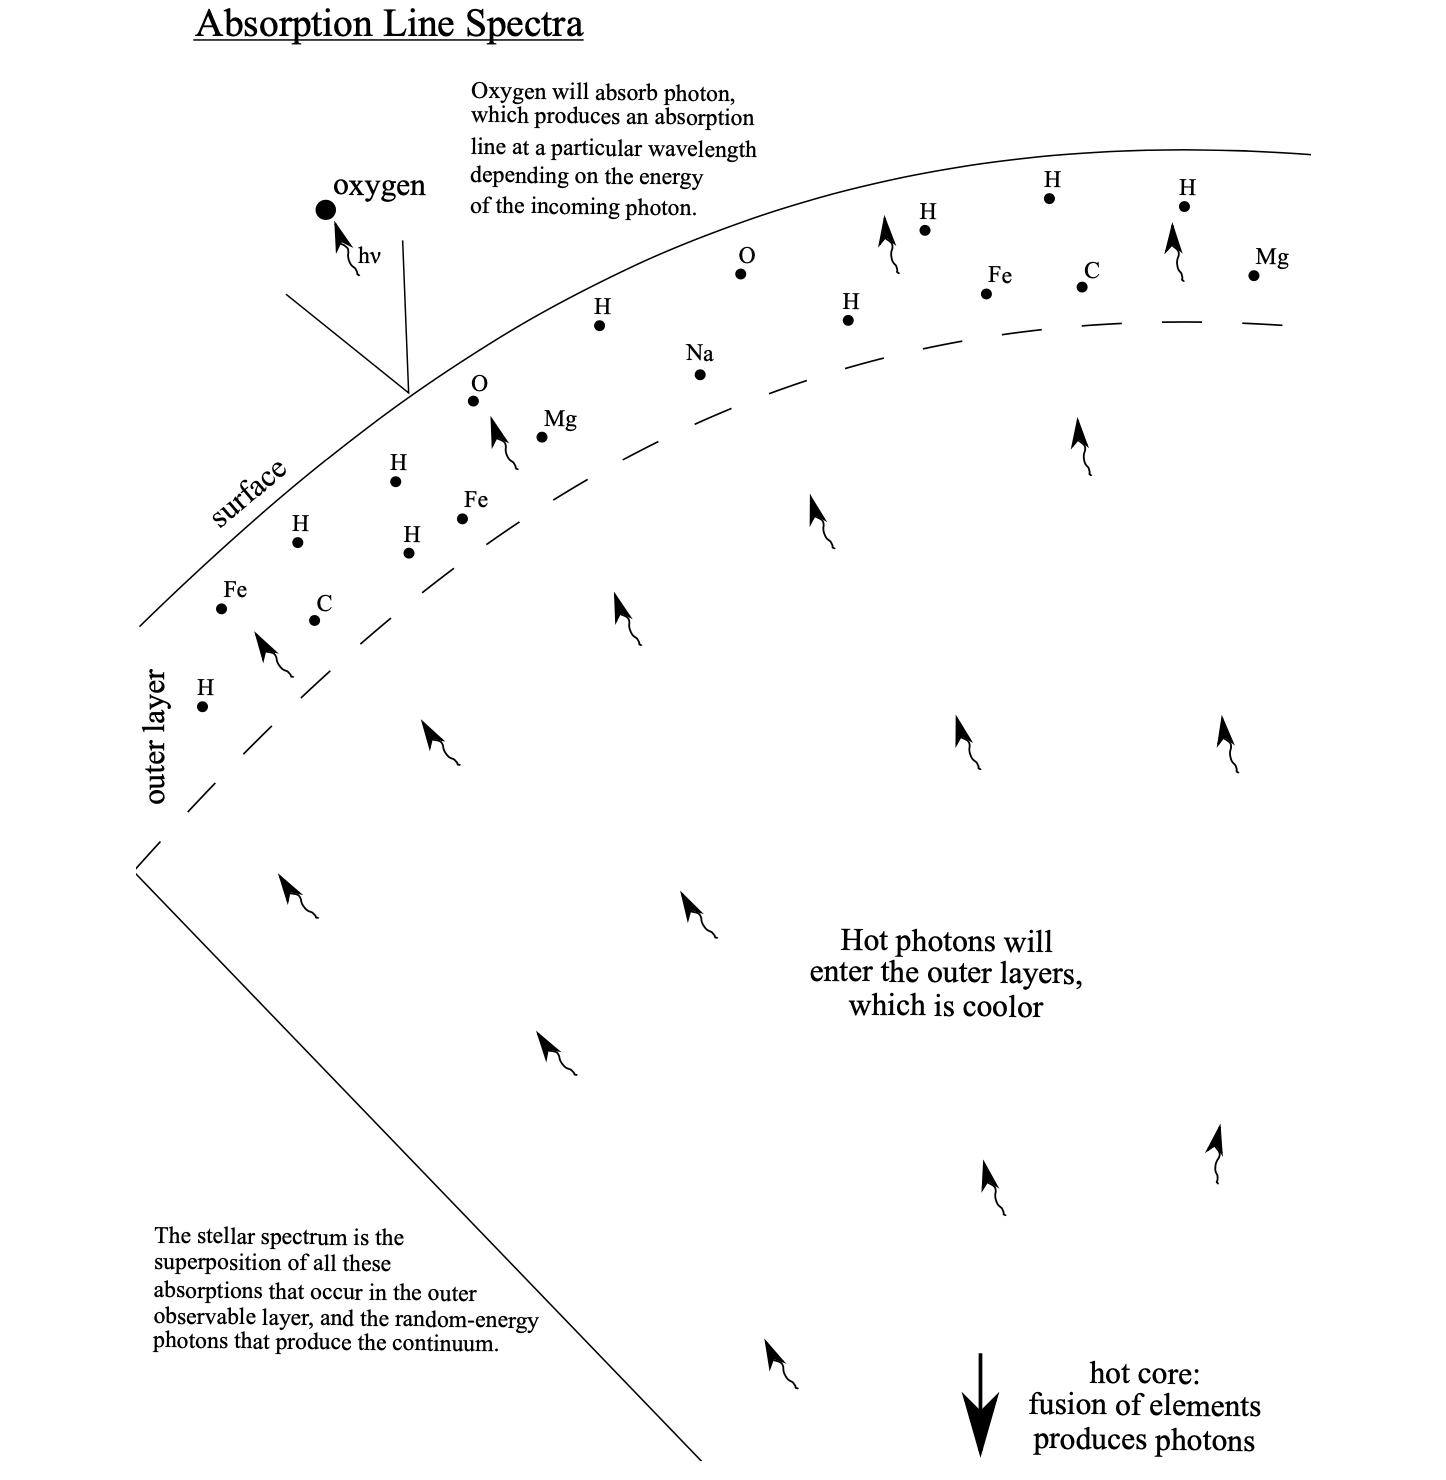 Absorption Line Spectra
Oxygen will absorb photon,
which produces an absorption
line at a particular wavelength
depending on the energy
of the incoming photon.
oxygen
hν
H
H
H
O
Mg
Fe
C
H
H
Na
O
Mg
H
Fe
surface
H
H
Fe
C
H
outer layer
Hot photons will
enter the outer layers,
which is coolor
The stellar spectrum is the
superposition of all these
absorptions that occur in the outer
observable layer, and the random-energy
photons that produce the continuum.
hot core:
fusion of elements
produces photons